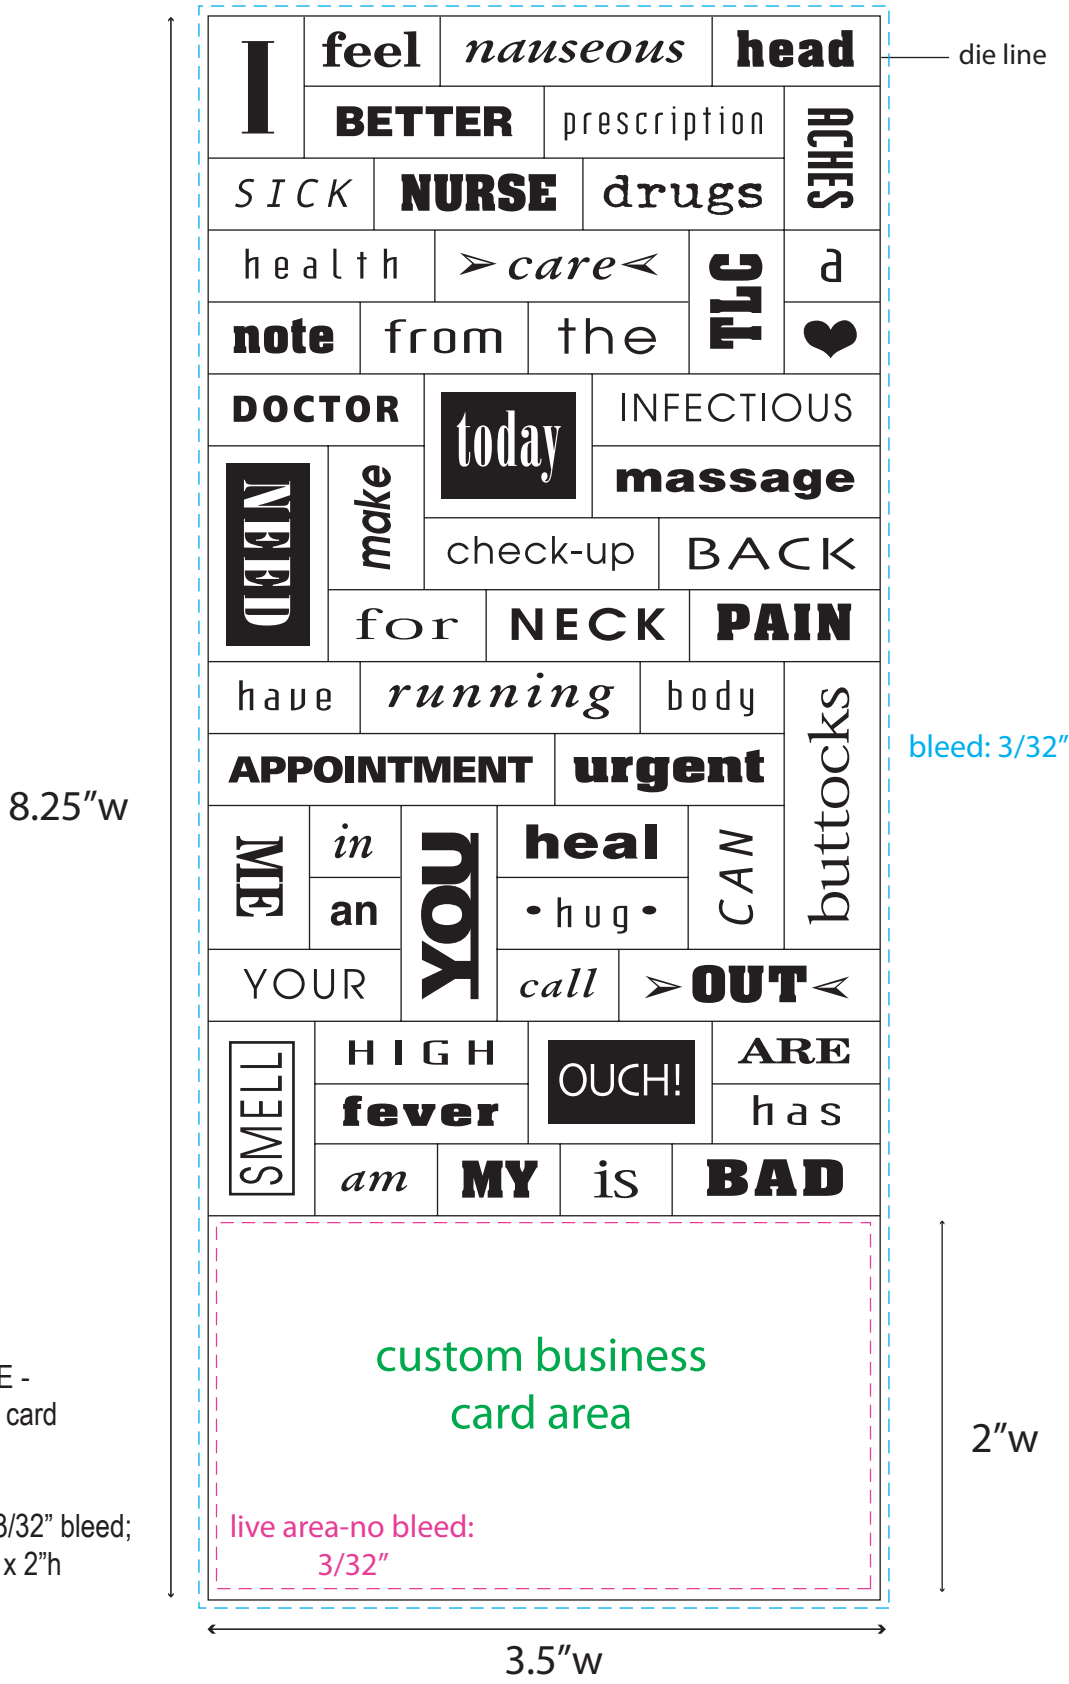 I feel nauseous head
die line
BETTER prescription ACHES
SICK NURSE drugs
health ➢care< TLC a
note from the ♥
DOCTOR today INFECTIOUS
NEED make massage
check-up BACK
for NECK PAIN
have running body buttocks
bleed: 3/32”
APPOINTMENT urgent
8.25”w
ME in YOU heal CAN
an •hug•
YOUR call ➢OUT<
SMELL HIGH OUCH! ARE
fever has
am MY is BAD
custom business
card area
E -
card
2”w
3/32” bleed;
x 2”h
live area-no bleed:
3/32”
3.5”w